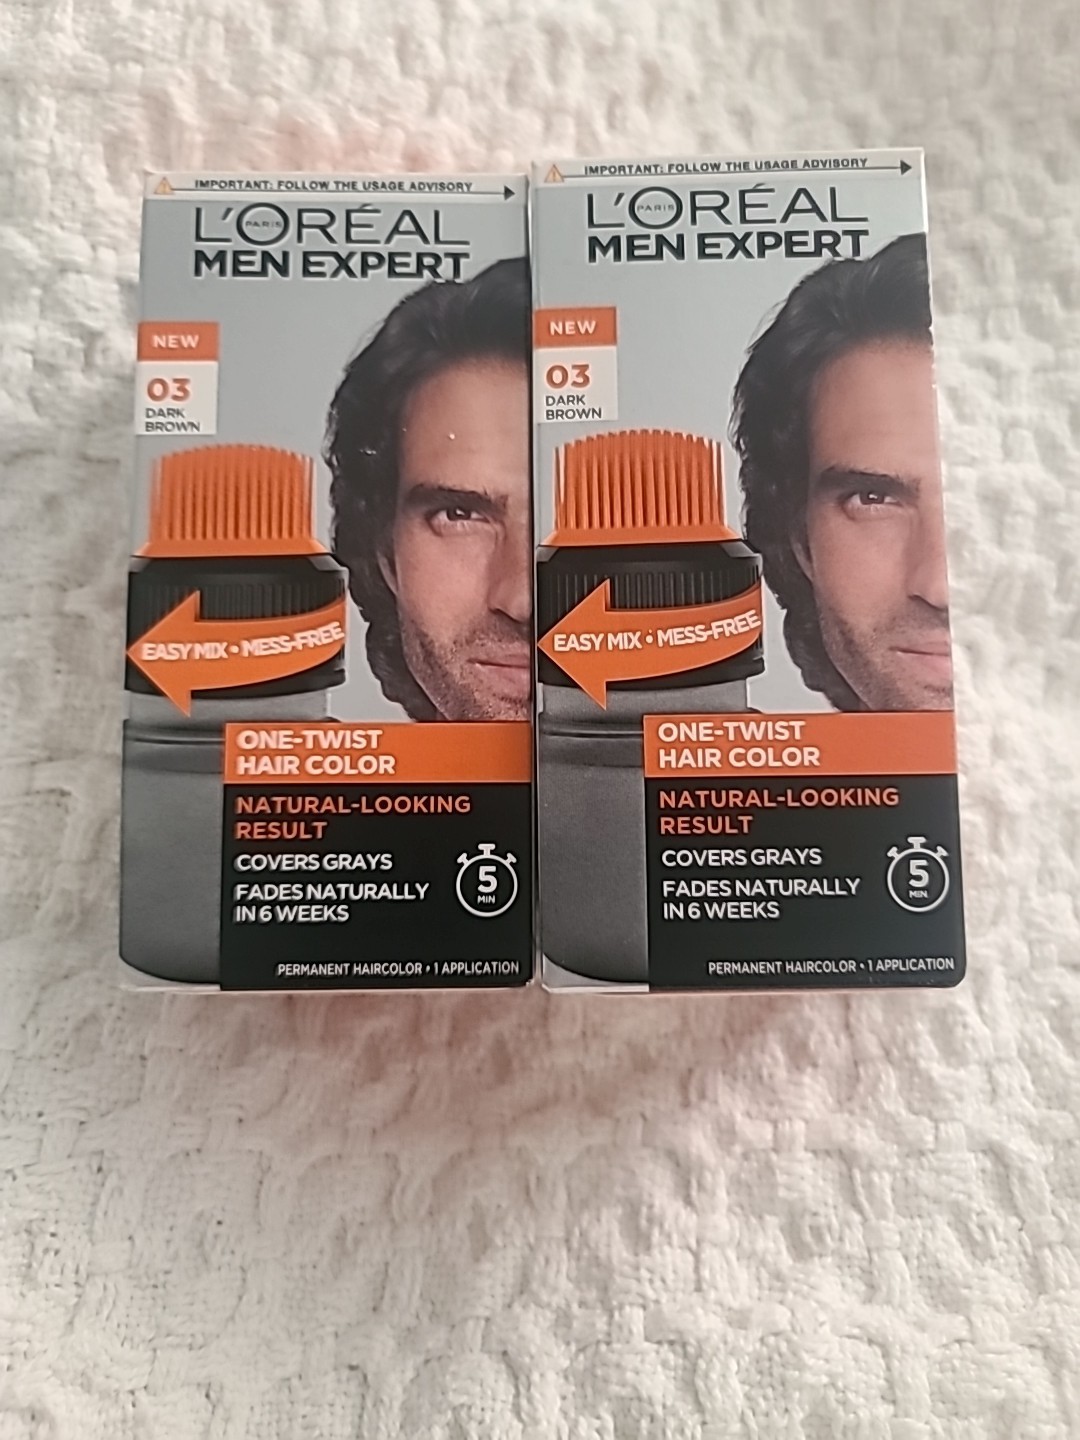 IMPORTANT: FOLLOW THE USAGE ADVISORY
L'ORÉAL
PARIS
MEN EXPERT
NEW
03
DARK
BROWN
EASY MIX • MESS-FREE
ONE-TWIST
HAIR COLOR
NATURAL-LOOKING
RESULT
COVERS GRAYS
FADES NATURALLY
IN 6 WEEKS
5
MIN
PERMANENT HAIRCOLOR • 1 APPLICATION
IMPORTANT: FOLLOW THE USAGE ADVISORY
L'ORÉAL
PARIS
MEN EXPERT
NEW
03
DARK
BROWN
EASY MIX • MESS-FREE
ONE-TWIST
HAIR COLOR
NATURAL-LOOKING
RESULT
COVERS GRAYS
FADES NATURALLY
IN 6 WEEKS
5
MIN
PERMANENT HAIRCOLOR • 1 APPLICATION